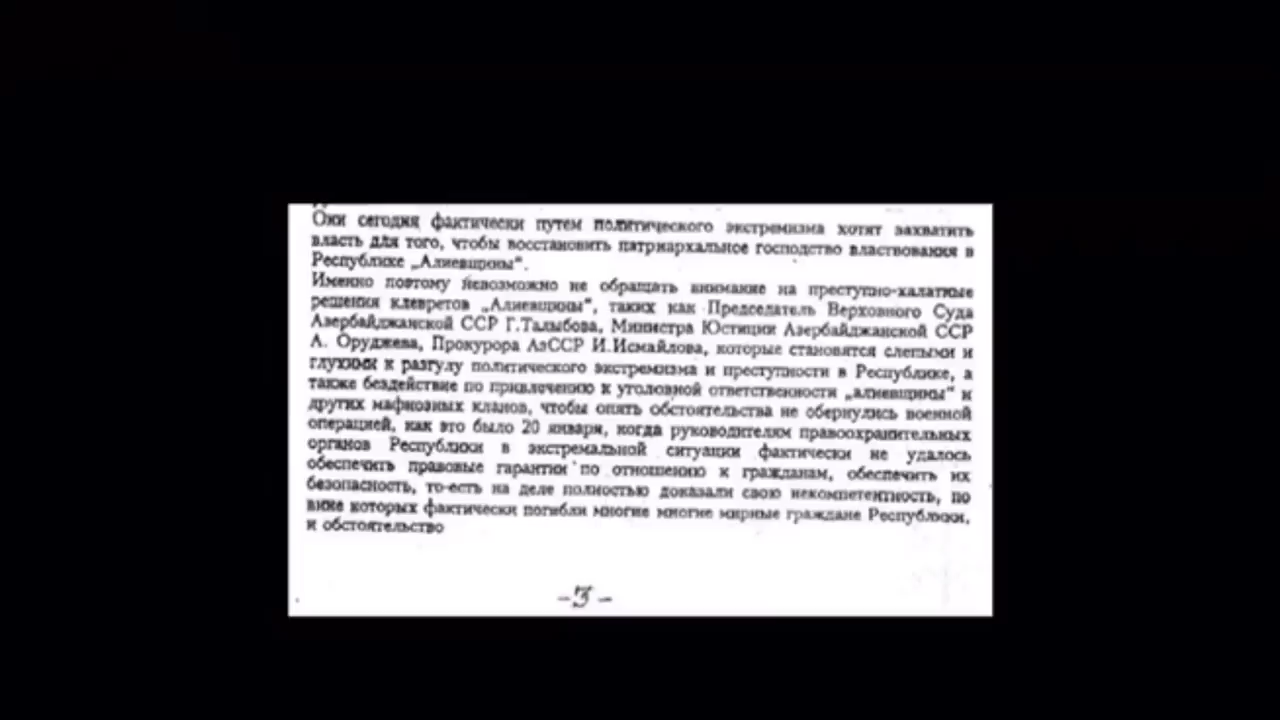 Они сегодня фактически путем политического экстремизма хотят захватить
власть для того, чтобы восстановить патриархальное господство властвования в
Республике „Алиевщины“.
Именно поэтому невозможно не обращать внимание на преступно-халатные
решения клевретов „Алиевщины“, таких как Председатель Верховного Суда
Азербайджанской ССР Г.Талыбова, Министра Юстиции Азербайджанской ССР
А. Оруджева, Прокурора АзССР И.Исмайлова, которые становятся слепыми и
глухими к разгулу политического экстремизма и преступности в Республике, а
также бездействие по привлечению к уголовной ответственности „алиевщины“ и
других мафиозных кланов, чтобы опять обстоятельства не обернулись военной
операцией, как это было 20 января, когда руководителям правоохранительных
органов Республики в экстремальной ситуации фактически не удалось
обеспечить правовые гарантии по отношению к гражданам, обеспечить их
безопасность, то-есть на деле полностью доказали свою некомпетентность, по
вине которых фактически погибли многие многие мирные граждане Республики,
и обстоятельство
-3-